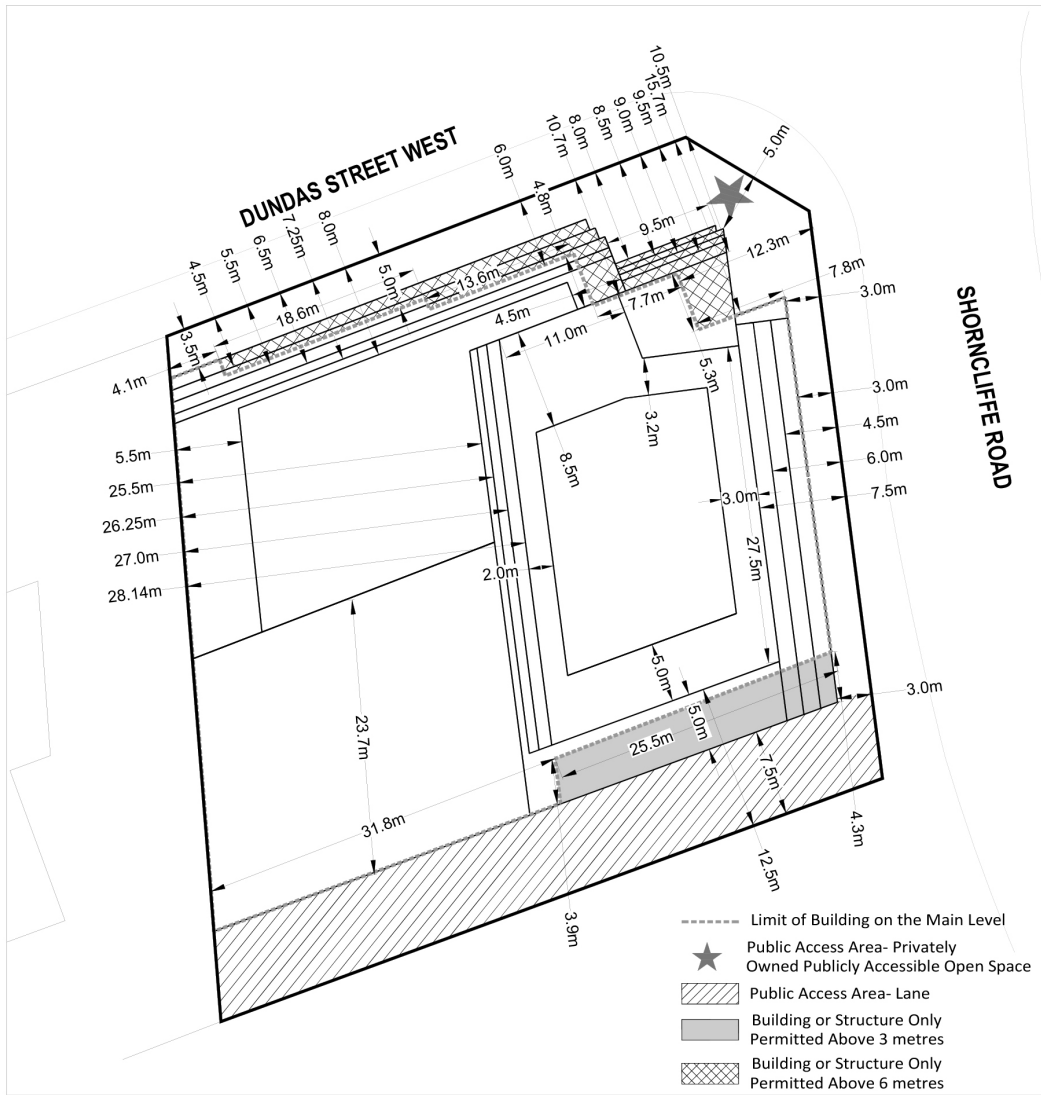 DUNDAS STREET WEST
SHORNCLIFFE ROAD
10.5m
15.7m
9.5m
9.0m
8.5m
8.0m
10.7m
6.0m
4.8m
5.0m
8.0m
7.25m
6.5m
5.5m
4.5m
3.5m
4.1m
18.6m
5.0m
13.6m
9.5m
12.3m
7.8m
3.0m
4.5m
11.0m
7.7m
5.3m
3.2m
8.5m
3.0m
4.5m
6.0m
7.5m
3.0m
27.5m
5.5m
25.5m
26.25m
27.0m
28.14m
2.0m
23.7m
5.0m
5.0m
25.5m
7.5m
3.0m
31.8m
3.9m
12.5m
4.3m
Limit of Building on the Main Level
Public Access Area- Privately
Owned Publicly Accessible Open Space
Public Access Area- Lane
Building or Structure Only
Permitted Above 3 metres
Building or Structure Only
Permitted Above 6 metres